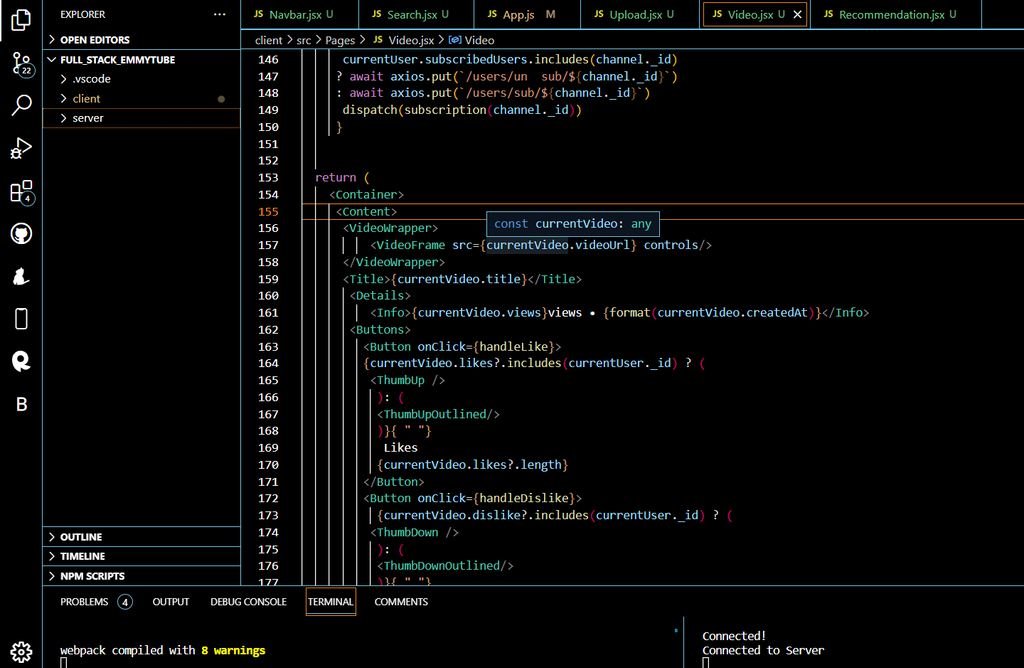 EXPLORER
···
JS Navbar.jsx U
JS Search.jsx U
JS App.js M
JS Upload.jsx U
JS Video.jsx U
JS Recommendation.jsx U
OPEN EDITORS
FULL_STACK_EMMYTUBE
.vscode
client
server
OUTLINE
TIMELINE
NPM SCRIPTS
22
4
B
client > src > Pages > JS Video.jsx > Video
146 currentUser.subscribedUsers.includes(channel._id)
147 ? await axios.put(`/users/un  sub/${channel._id}`)
148 : await axios.put(`/users/sub/${channel._id}`)
149 dispatch(subscription(channel._id))
150 }
151
152
153 return (
154 <Container>
155 <Content>
const currentVideo: any
156 <VideoWrapper>
157 <VideoFrame src={currentVideo.videoUrl} controls/>
158 </VideoWrapper>
159 <Title>{currentVideo.title}</Title>
160 <Details>
161 <Info>{currentVideo.views}views • {format(currentVideo.createdAt)}</Info>
162 <Buttons>
163 <Button onClick={handleLike}>
164 {currentVideo.likes?.includes(currentUser._id) ? (
165 <ThumbUp />
166 ): (
167 <ThumbUpOutlined/>
168 )}{ " "}
169 Likes
170 {currentVideo.likes?.length}
171 </Button>
172 <Button onClick={handleDislike}>
173 {currentVideo.dislike?.includes(currentUser._id) ? (
174 <ThumbDown />
175 ): (
176 <ThumbDownOutlined/>
177 )}{ " "}
PROBLEMS 4
OUTPUT
DEBUG CONSOLE
TERMINAL
COMMENTS
webpack compiled with 8 warnings
Connected!
Connected to Server